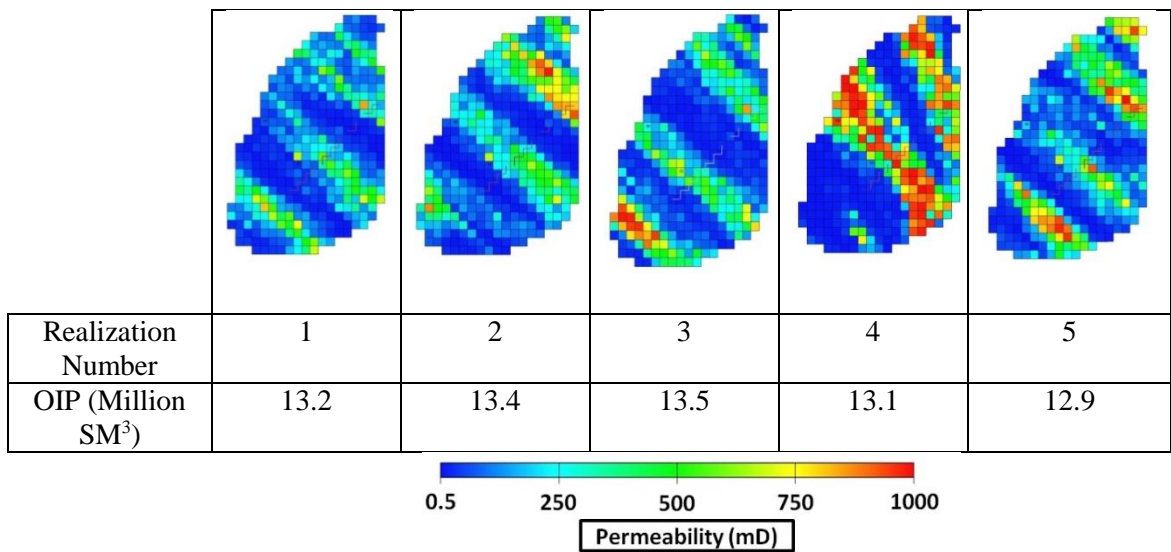 Realization Number 1 2 3 4 5
OIP (Million SM³) 13.2 13.4 13.5 13.1 12.9
0.5 250 500 750 1000
Permeability (mD)